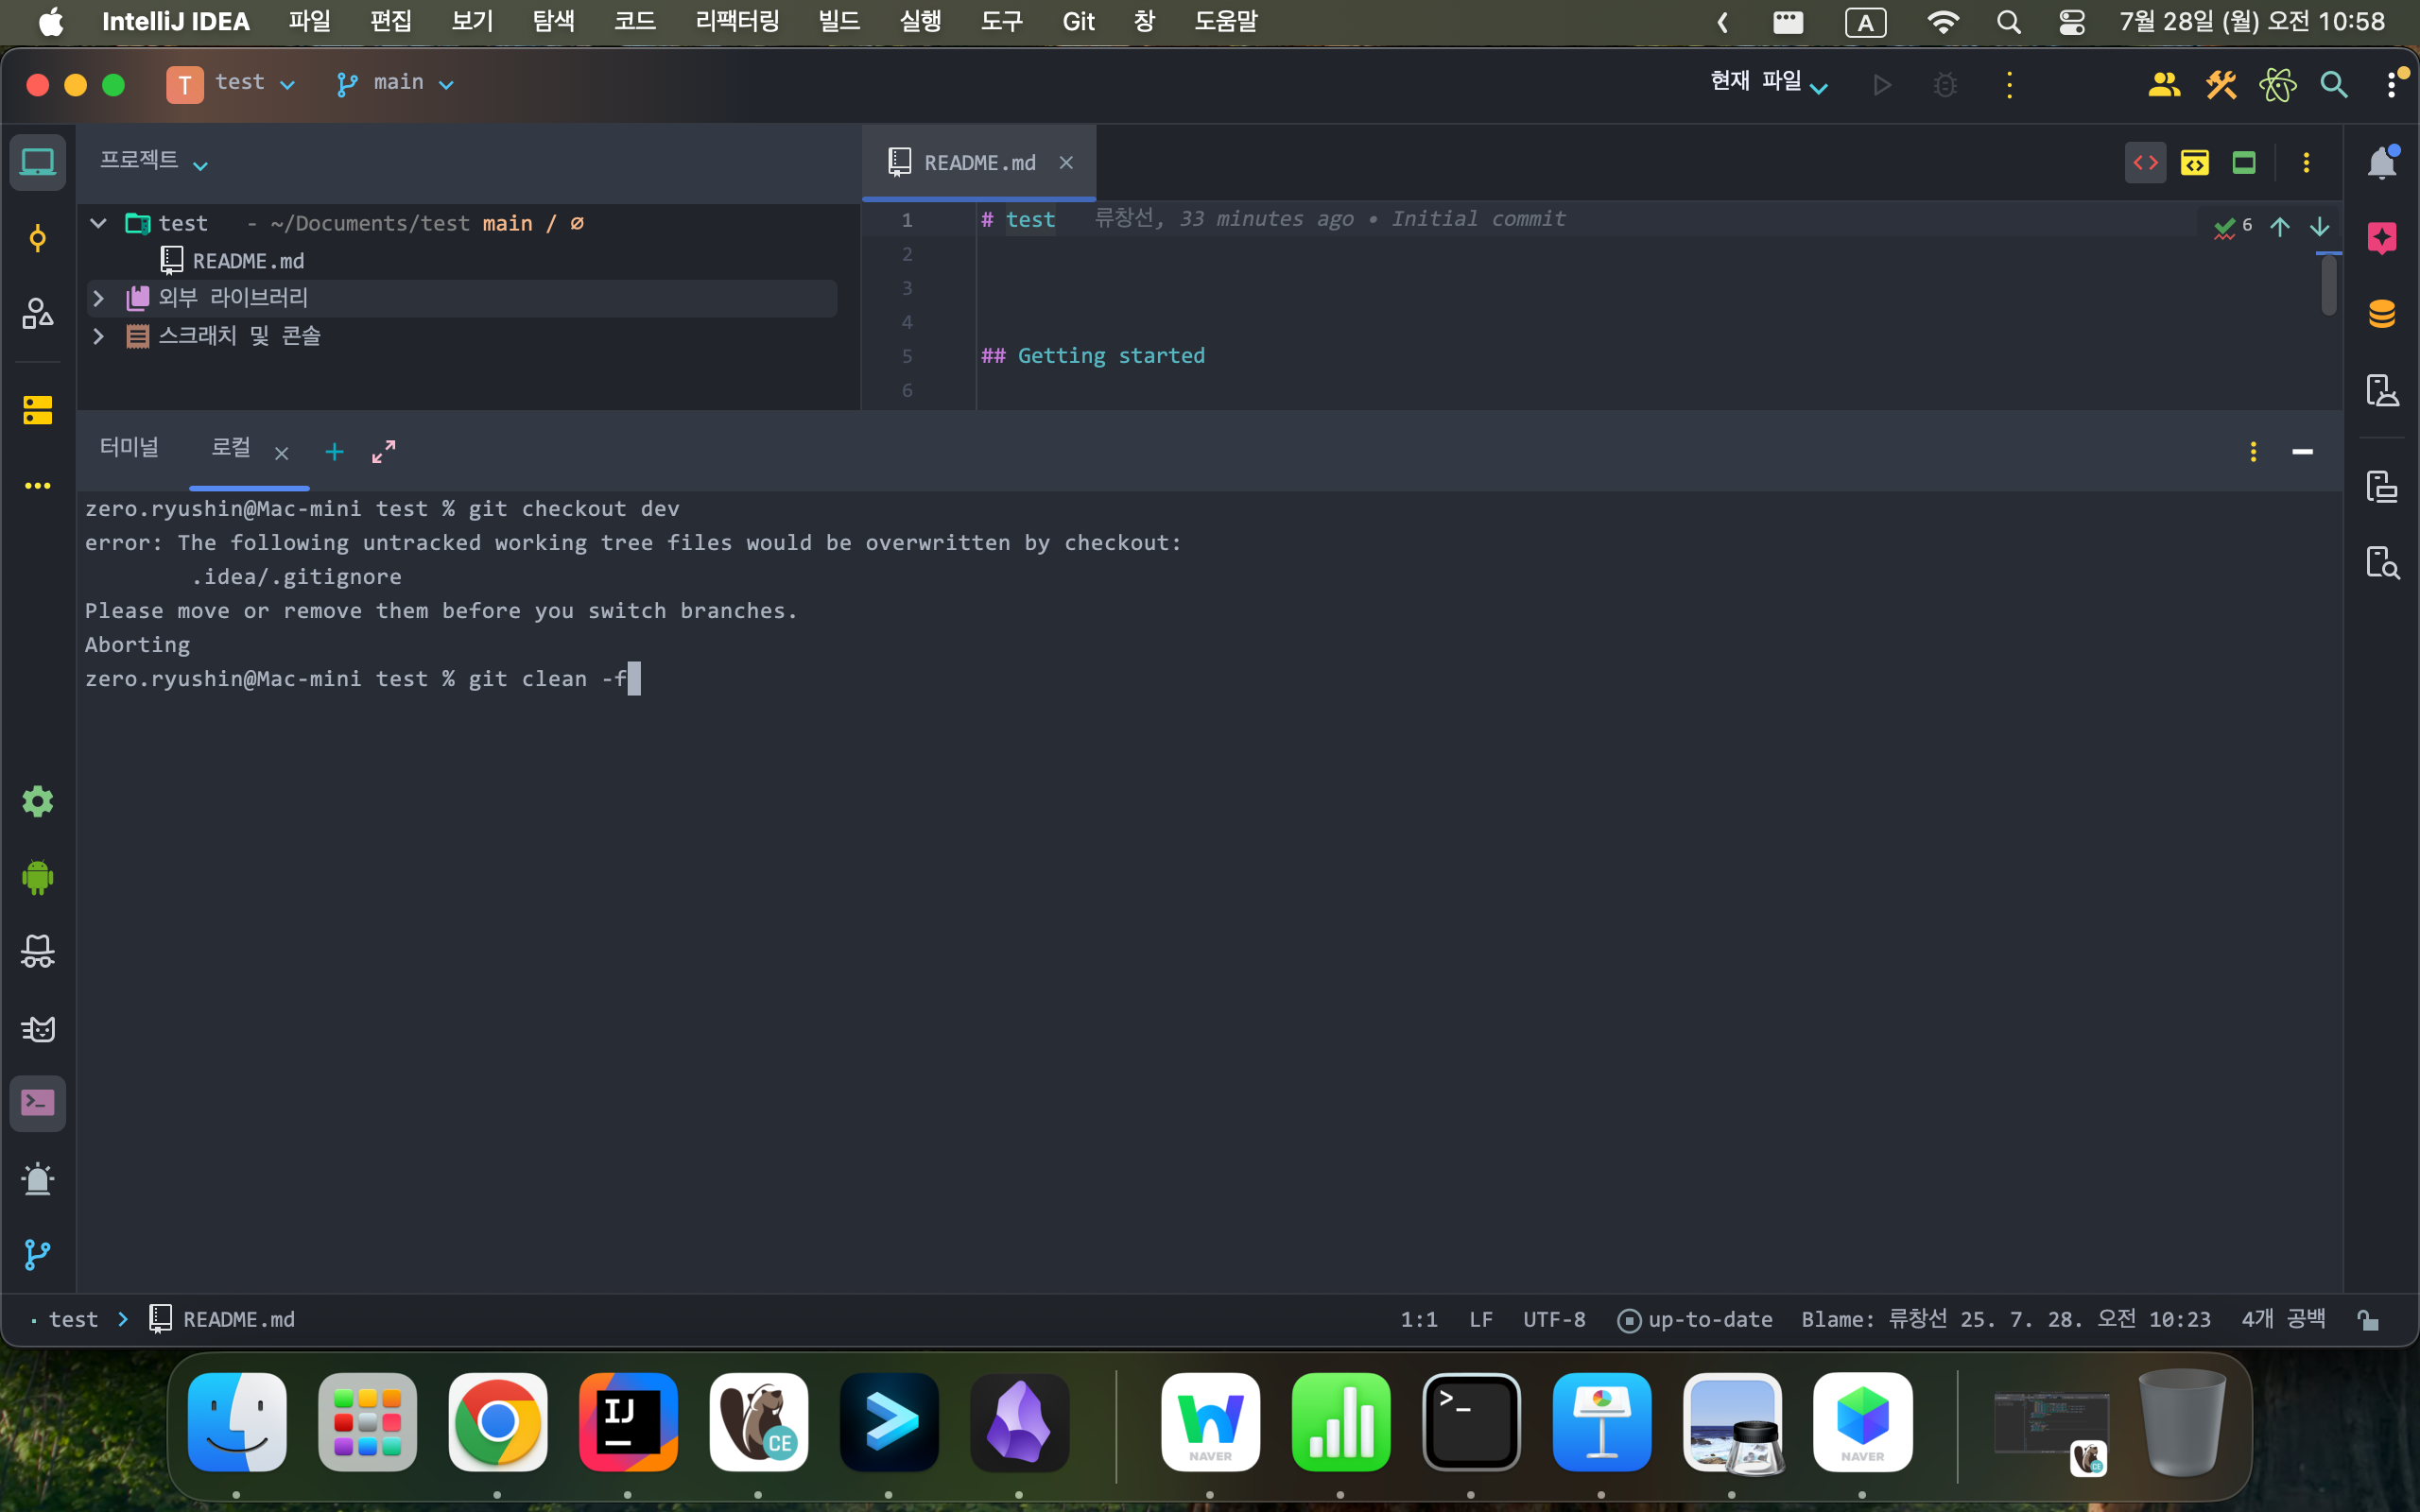 IntelliJ IDEA 파일 편집 보기 탐색 코드 리팩터링 빌드 실행 도구 Git 창 도움말 A 7월 28일 (월) 오전 10:58
T test main 현재 파일
프로젝트
README.md
test - ~/Documents/test main / ∅
README.md
외부 라이브러리
스크래치 및 콘솔
1 # test 류창선, 33 minutes ago • Initial commit 6
2
3
4
5 ## Getting started
6
터미널 로컬
zero.ryushin@Mac-mini test % git checkout dev
error: The following untracked working tree files would be overwritten by checkout:
.idea/.gitignore
Please move or remove them before you switch branches.
Aborting
zero.ryushin@Mac-mini test % git clean -f
test > README.md 1:1 LF UTF-8 up-to-date Blame: 류창선 25. 7. 28. 오전 10:23 4개 공백
IJ CE NAVER >_ NAVER CE